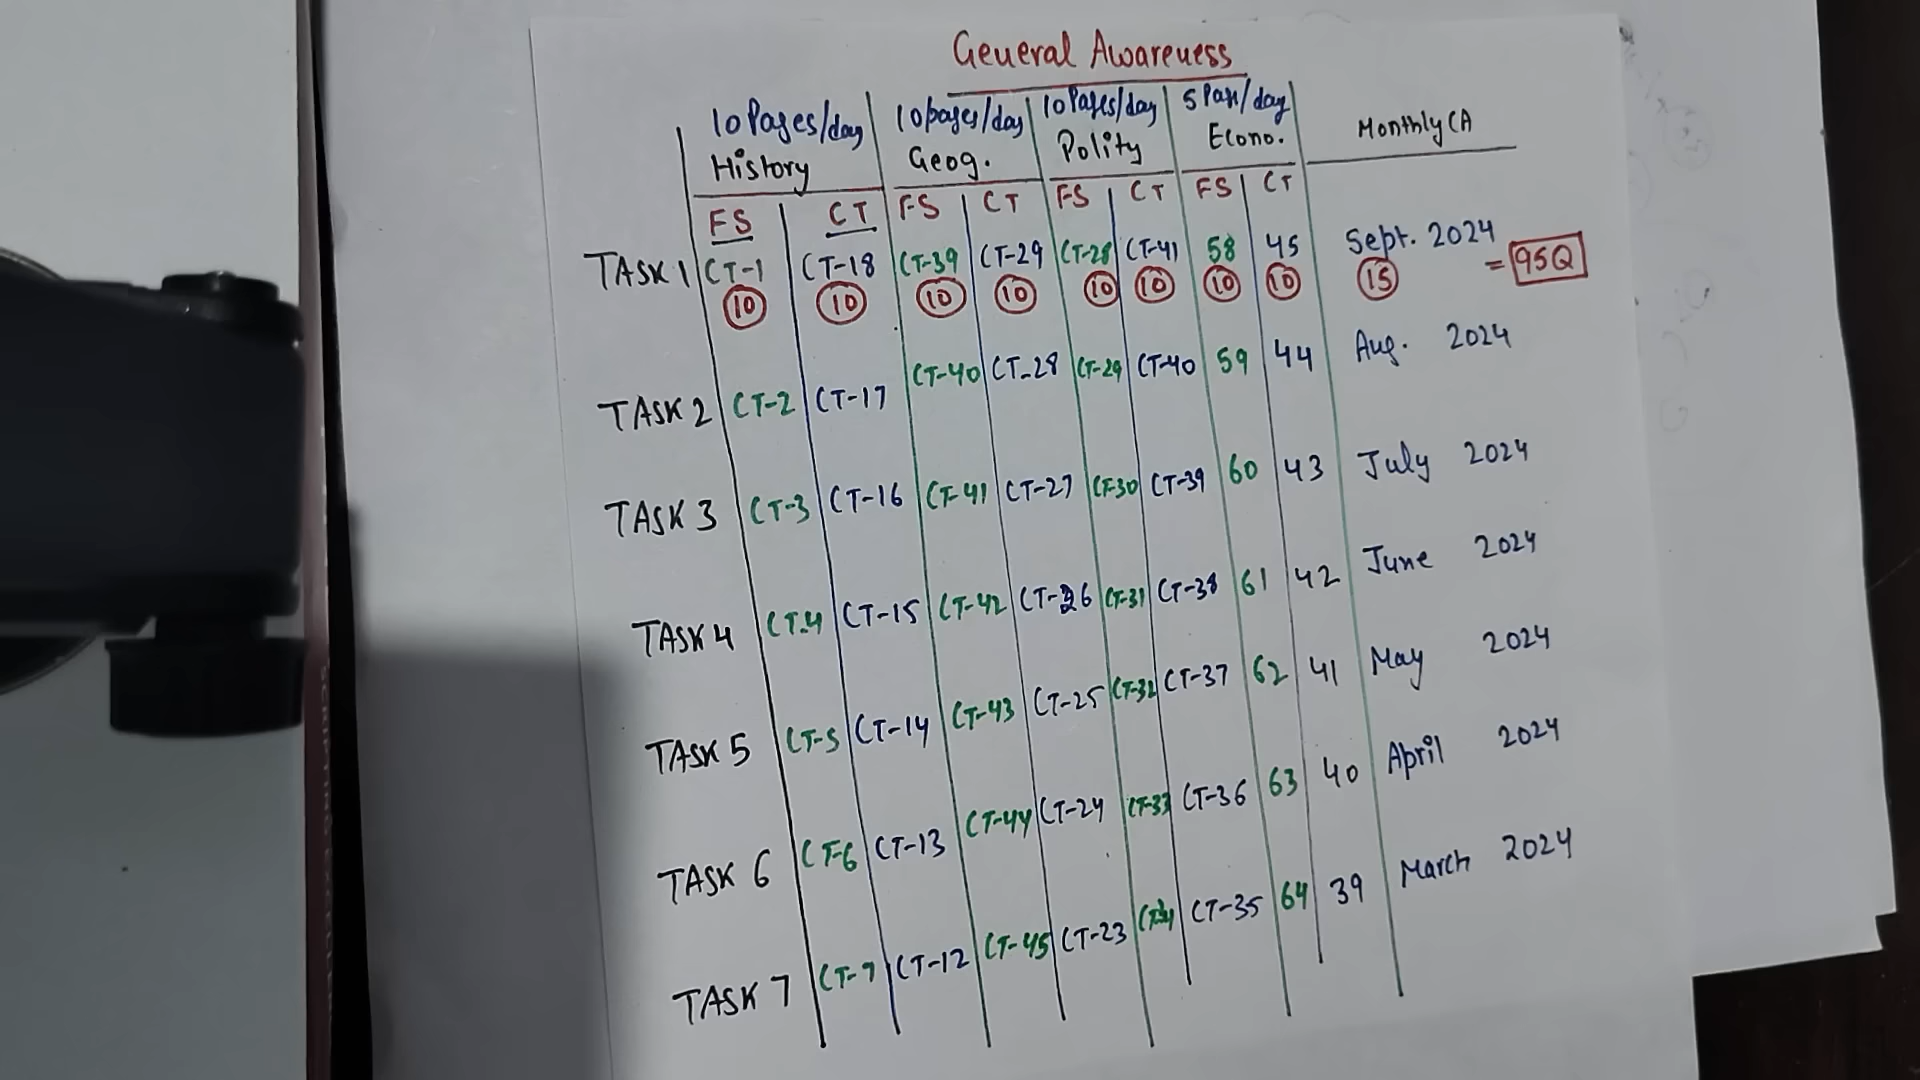 General Awareness
10 Pages/day 10 pages/day 10 Pages/day 5 Page/day
History Geog. Polity Econo. Monthly CA
FS CT FS CT FS CT FS CT
TASK 1 CT-1 CT-18 CT-39 CT-29 CT-28 CT-41 58 45 Sept. 2024
10 10 10 10 10 10 10 10 15 = 95Q
TASK 2 CT-2 CT-17 CT-40 CT-28 CT-29 CT-40 59 44 Aug. 2024
TASK 3 CT-3 CT-16 CT-41 CT-27 CT-30 CT-39 60 43 July 2024
TASK 4 CT-4 CT-15 CT-42 CT-26 CT-31 CT-38 61 42 June 2024
TASK 5 CT-5 CT-14 CT-43 CT-25 CT-32 CT-37 62 41 May 2024
TASK 6 CT-6 CT-13 CT-44 CT-24 CT-33 CT-36 63 40 April 2024
TASK 7 CT-7 CT-12 CT-45 CT-23 CT-34 CT-35 64 39 March 2024